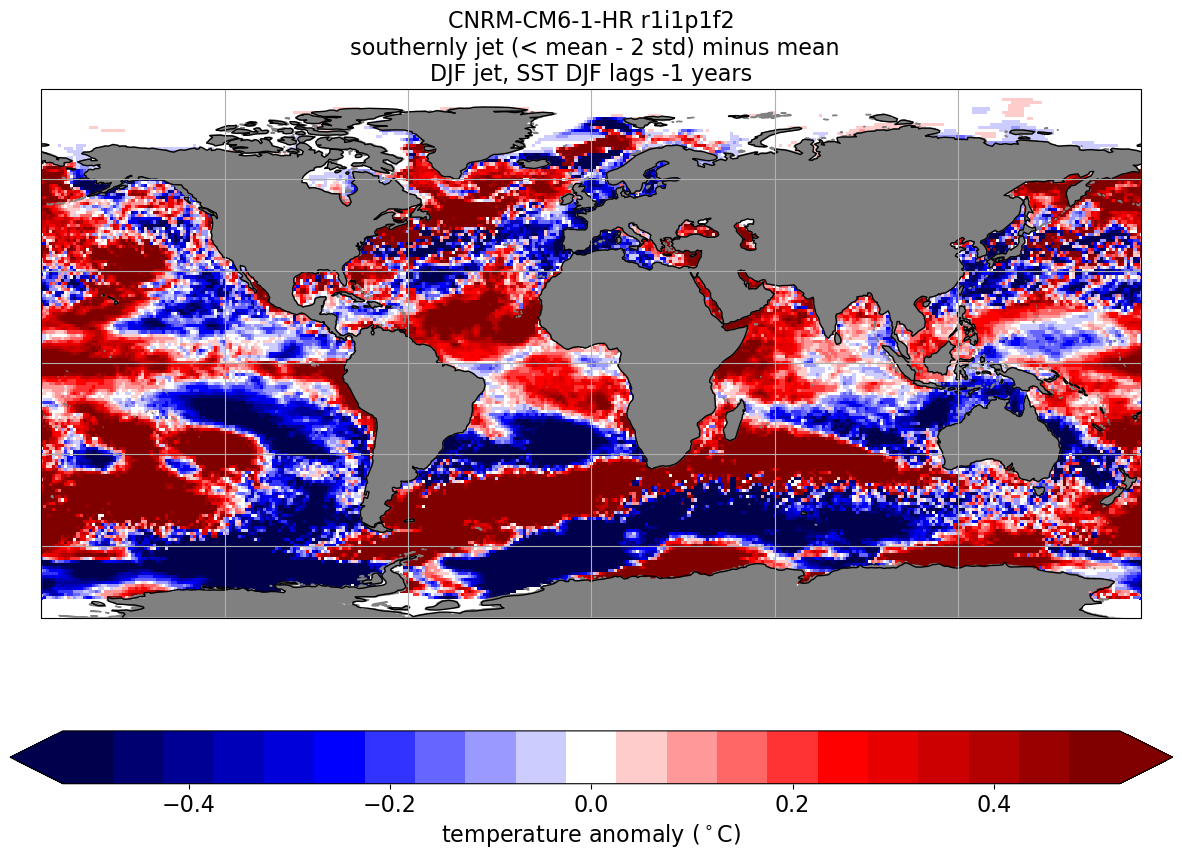 CNRM-CM6-1-HR r1i1p1f2
southernly jet (< mean - 2 std) minus mean
DJF jet, SST DJF lags -1 years
−0.4 −0.2 0.0 0.2 0.4
temperature anomaly (°C)